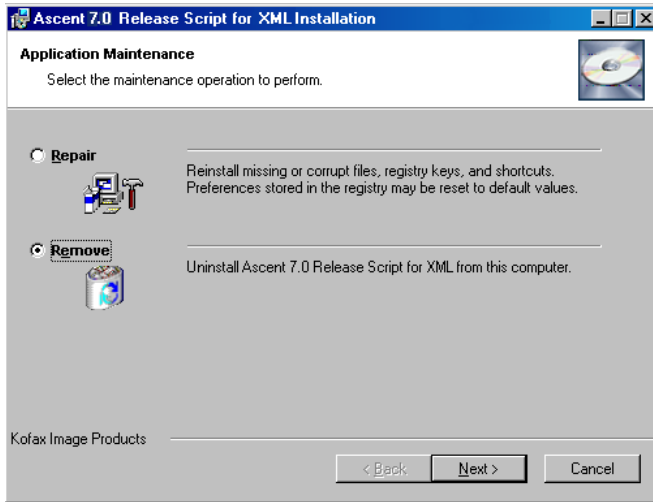 Ascent 7.0 Release Script for XML Installation
Application Maintenance
Select the maintenance operation to perform.
Repair
Reinstall missing or corrupt files, registry keys, and shortcuts.
Preferences stored in the registry may be reset to default values.
Remove
Uninstall Ascent 7.0 Release Script for XML from this computer.
Kofax Image Products
< Back
Next >
Cancel